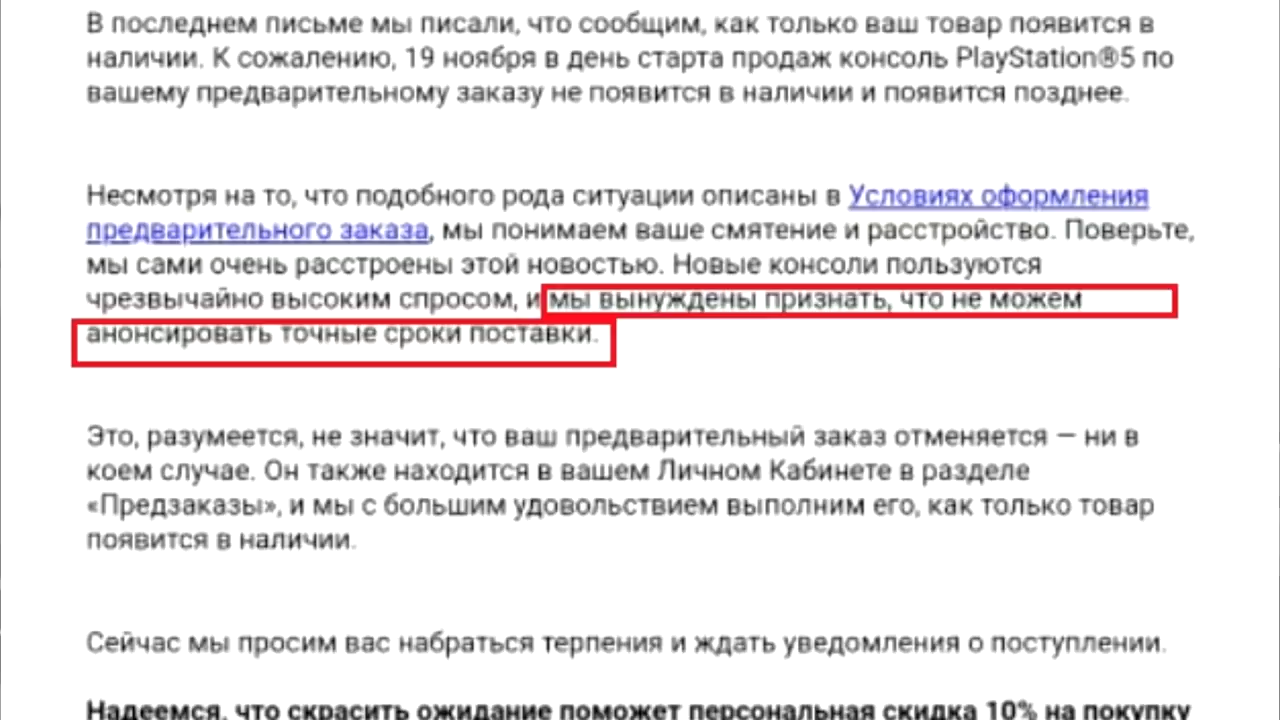 В последнем письме мы писали, что сообщим, как только ваш товар появится в
наличии. К сожалению, 19 ноября в день старта продаж консоль PlayStation®5 по
вашему предварительному заказу не появится в наличии и появится позднее.
Несмотря на то, что подобного рода ситуации описаны в Условиях оформления
предварительного заказа, мы понимаем ваше смятение и расстройство. Поверьте,
мы сами очень расстроены этой новостью. Новые консоли пользуются
чрезвычайно высоким спросом, и мы вынуждены признать, что не можем
анонсировать точные сроки поставки.
Это, разумеется, не значит, что ваш предварительный заказ отменяется — ни в
коем случае. Он также находится в вашем Личном Кабинете в разделе
«Предзаказы», и мы с большим удовольствием выполним его, как только товар
появится в наличии.
Сейчас мы просим вас набраться терпения и ждать уведомления о поступлении.
Надеемся, что скрасить ожидание поможет персональная скидка 10% на покупку